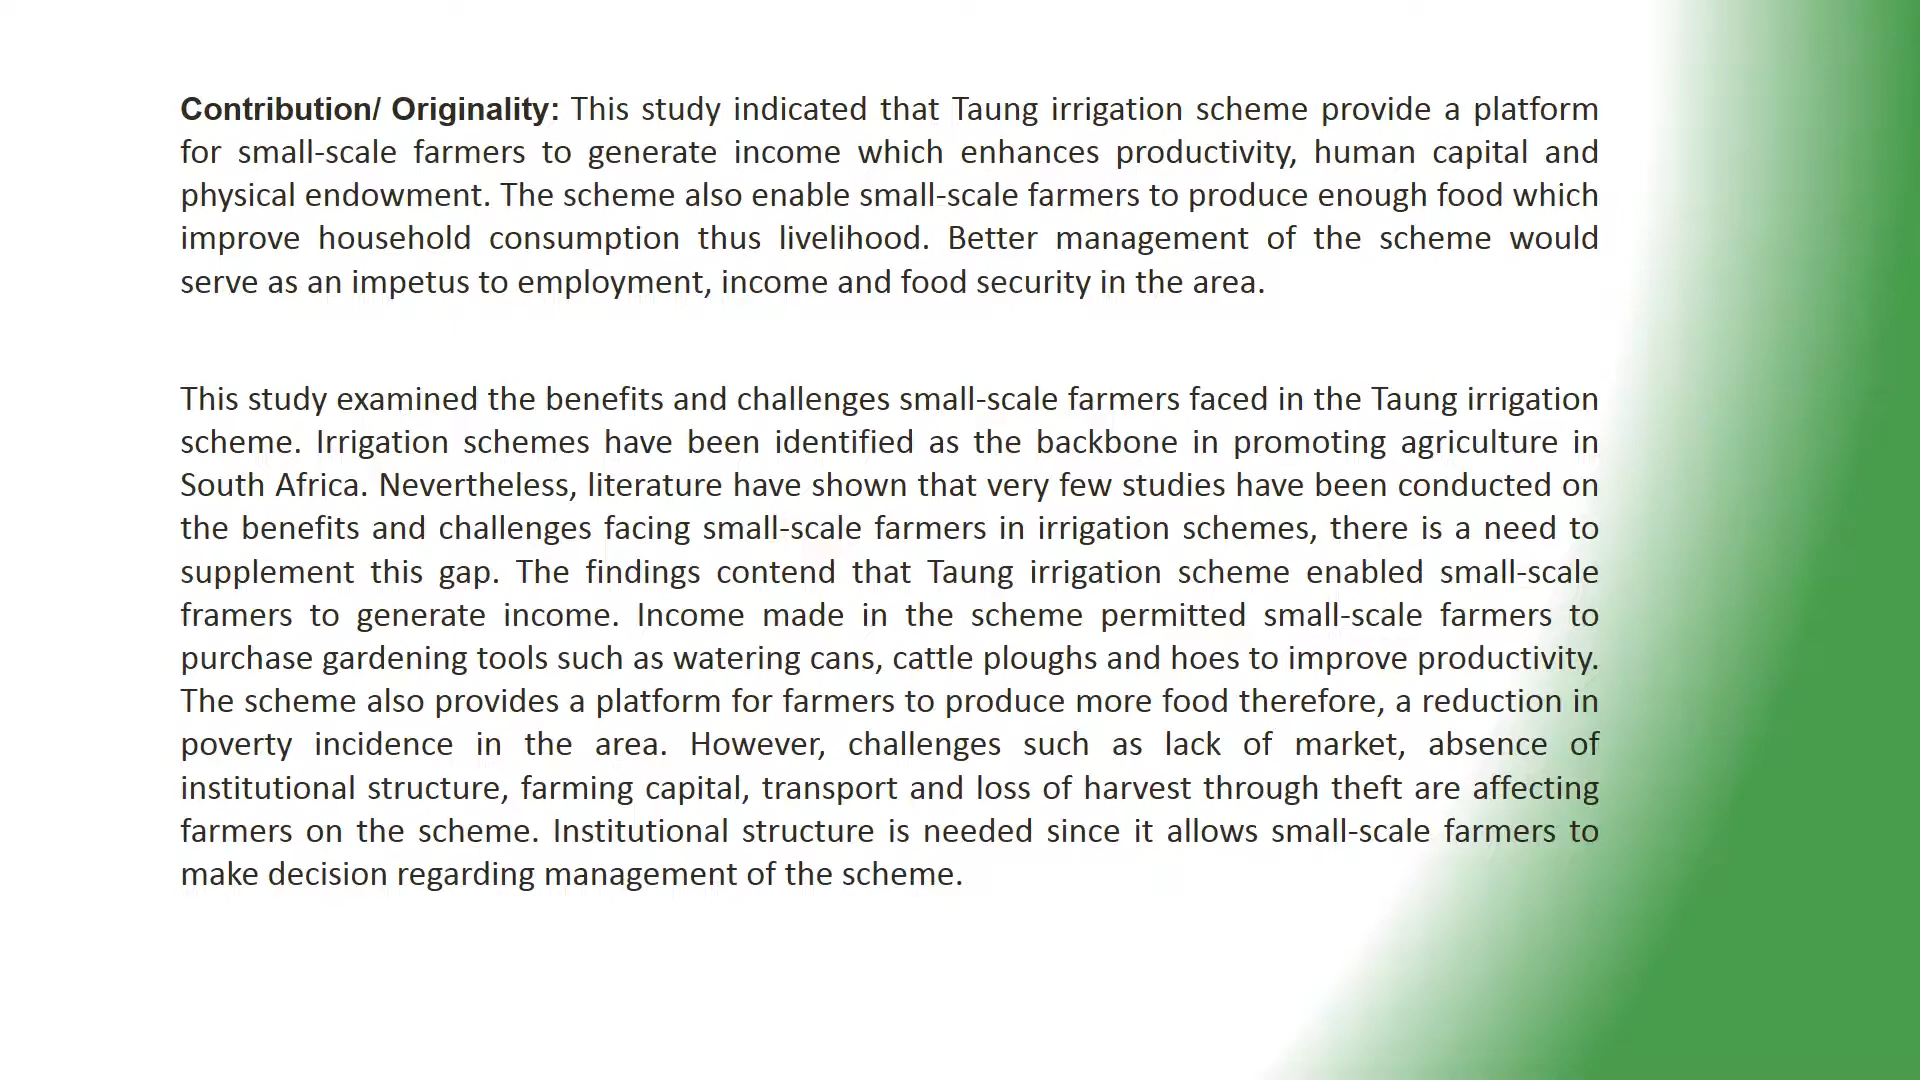 Contribution/ Originality: This study indicated that Taung irrigation scheme provide a platform
for small-scale farmers to generate income which enhances productivity, human capital and
physical endowment. The scheme also enable small-scale farmers to produce enough food which
improve household consumption thus livelihood. Better management of the scheme would
serve as an impetus to employment, income and food security in the area.
This study examined the benefits and challenges small-scale farmers faced in the Taung irrigation
scheme. Irrigation schemes have been identified as the backbone in promoting agriculture in
South Africa. Nevertheless, literature have shown that very few studies have been conducted on
the benefits and challenges facing small-scale farmers in irrigation schemes, there is a need to
supplement this gap. The findings contend that Taung irrigation scheme enabled small-scale
framers to generate income. Income made in the scheme permitted small-scale farmers to
purchase gardening tools such as watering cans, cattle ploughs and hoes to improve productivity.
The scheme also provides a platform for farmers to produce more food therefore, a reduction in
poverty incidence in the area. However, challenges such as lack of market, absence of
institutional structure, farming capital, transport and loss of harvest through theft are affecting
farmers on the scheme. Institutional structure is needed since it allows small-scale farmers to
make decision regarding management of the scheme.